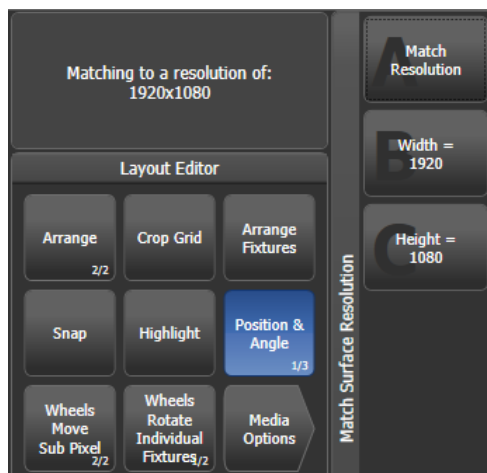 Matching to a resolution of:
1920x1080
Layout Editor
Arrange
2/2
Crop Grid
Arrange
Fixtures
Snap
Highlight
Position &
Angle
1/3
Wheels
Move
Sub Pixel
2/2
Wheels
Rotate
Individual
Fixtures
1/2
Media
Options
Match Surface Resolution
A
Match
Resolution
B
Width =
1920
C
Height =
1080